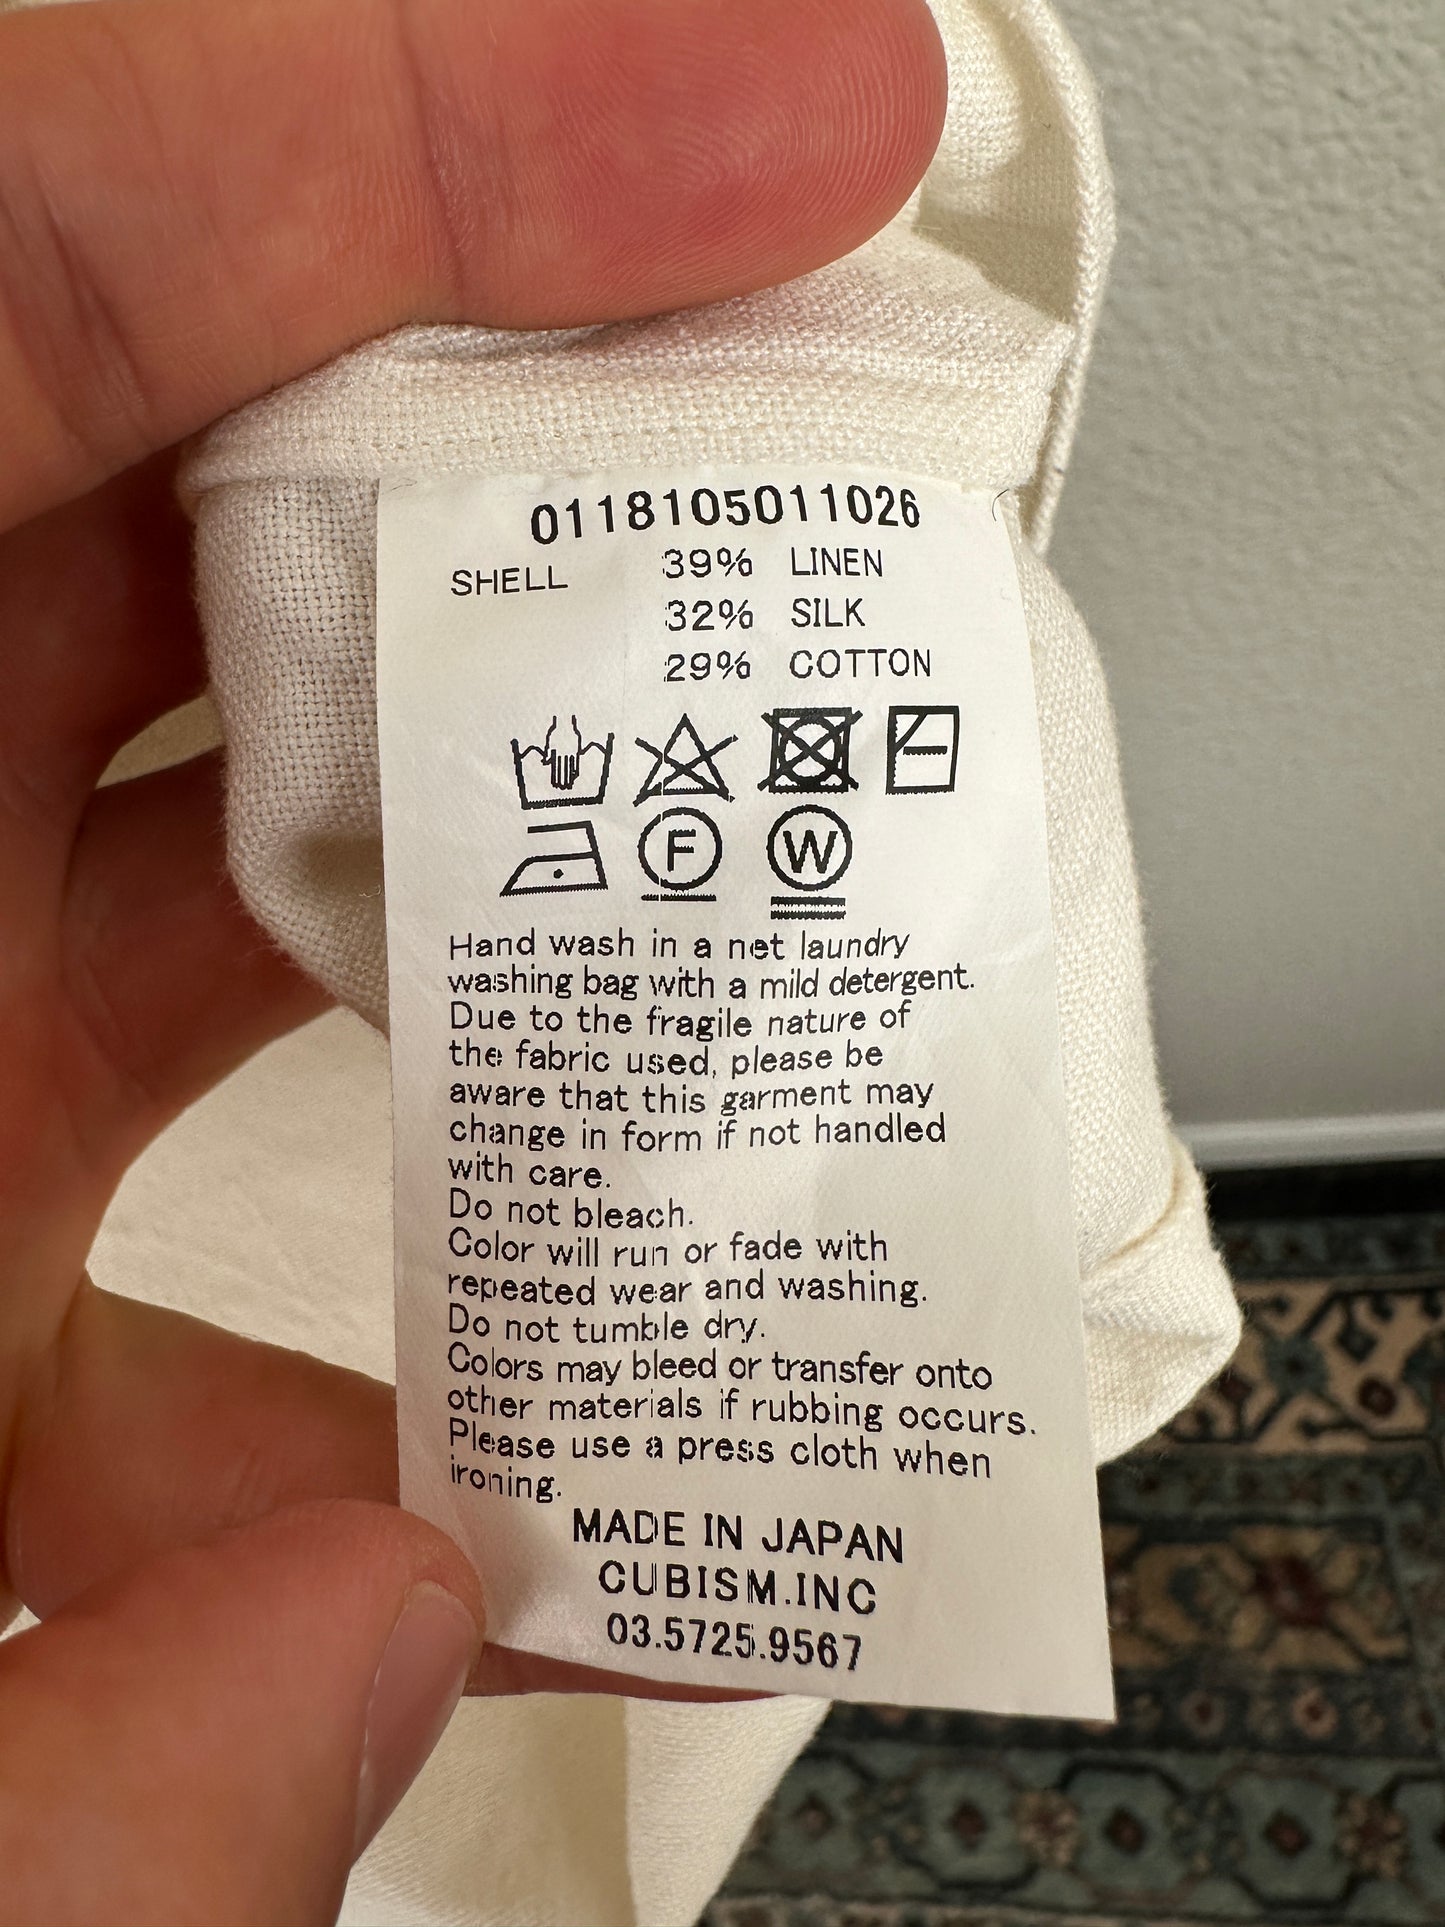 0118105011026
SHELL 39% LINEN
32% SILK
29% COTTON
F W
Hand wash in a net laundry
washing bag with a mild detergent.
Due to the fragile nature of
the fabric used, please be
aware that this garment may
change in form if not handled
with care.
Do not bleach.
Color will run or fade with
repeated wear and washing.
Do not tumble dry.
Colors may bleed or transfer onto
other materials if rubbing occurs.
Please use a press cloth when
ironing.
MADE IN JAPAN
CUBISM.INC
03.5725.9567